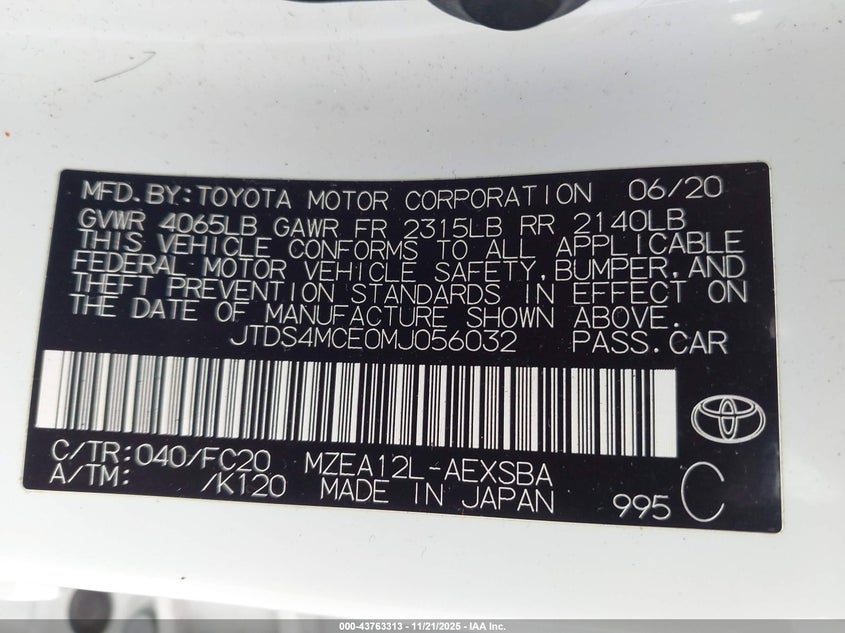 MFD.BY:TOYOTA MOTOR CORPORATION 06/20
GVWR 4065LB GAWR FR 2315LB RR 2140LB
THIS VEHICLE CONFORMS TO ALL APPLICABLE
FEDERAL MOTOR VEHICLE SAFETY,BUMPER,AND
THEFT PREVENTION STANDARDS IN EFFECT ON
THE DATE OF MANUFACTURE SHOWN ABOVE.
JTDS4MCE0MJ056032 PASS.CAR
C/TR:040/FC20 MZEA12L-AEXSBA
A/TM: /K120 MADE IN JAPAN 995 C
000-43763313 - 11/21/2025 - IAA Inc.